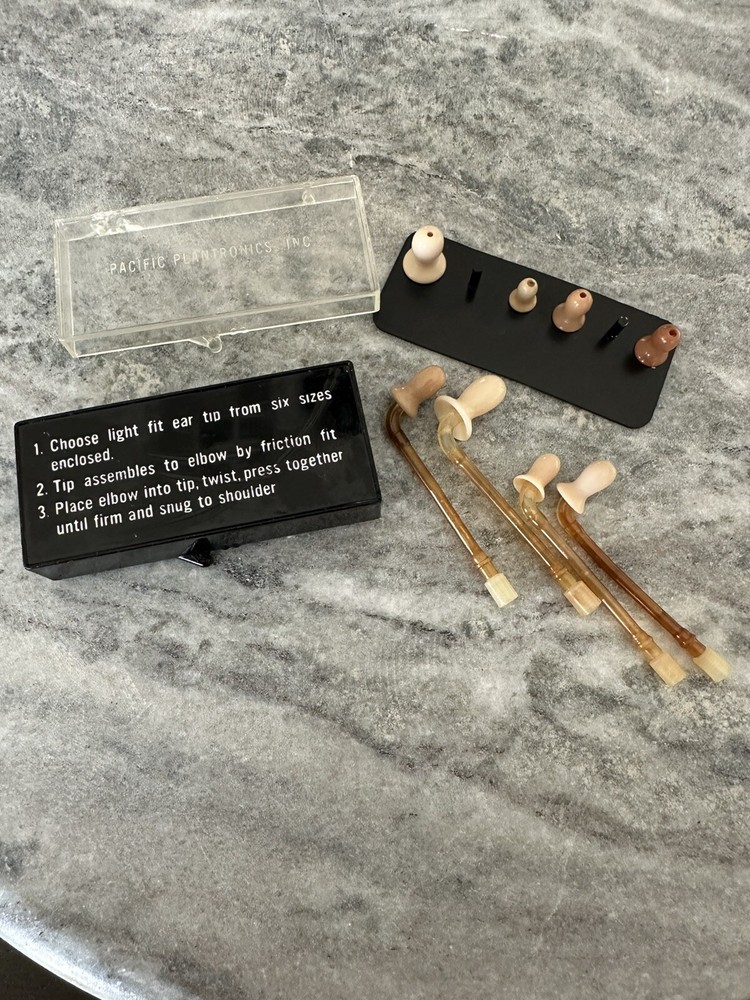 PACIFIC PLANTRONICS, INC
1. Choose light fit ear tip from six sizes
enclosed.
2. Tip assembles to elbow by friction fit
3. Place elbow into tip, twist, press together
until firm and snug to shoulder